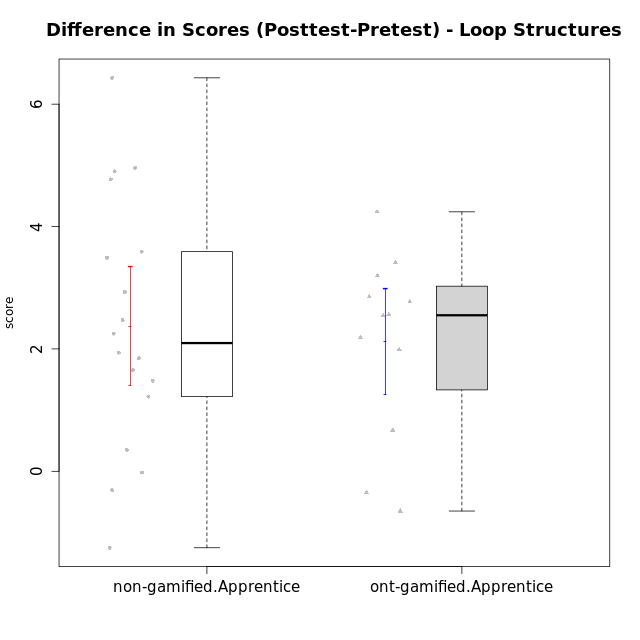 Difference in Scores (Posttest-Pretest) - Loop Structures
6
4
2
0
score
non-gamified.Apprentice
ont-gamified.Apprentice